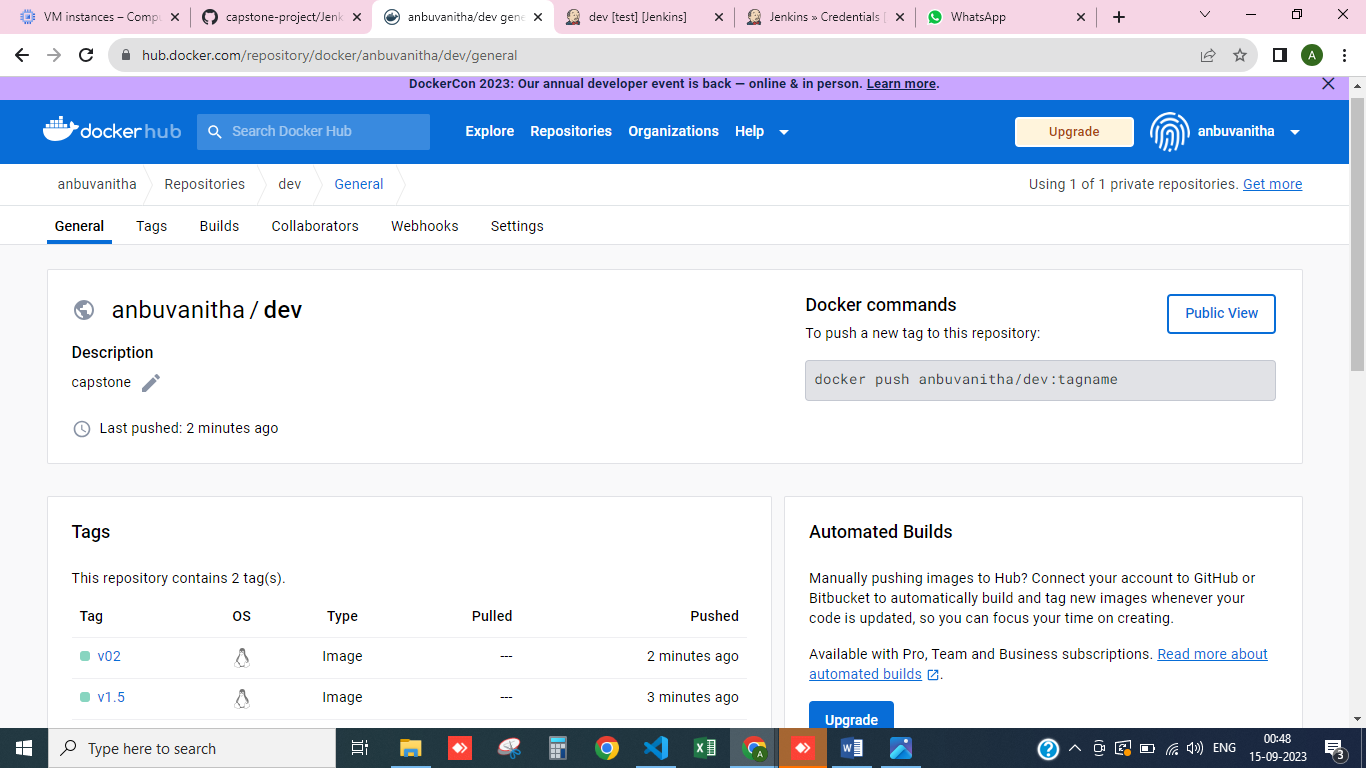 VM instances – Compu
capstone-project/Jenk
anbuvanitha/dev gene
dev [test] [Jenkins]
Jenkins » Credentials [
WhatsApp
hub.docker.com/repository/docker/anbuvanitha/dev/general
A
DockerCon 2023: Our annual developer event is back — online & in person. Learn more.
docker hub
Search Docker Hub
Explore
Repositories
Organizations
Help
Upgrade
anbuvanitha
anbuvanitha
Repositories
dev
General
Using 1 of 1 private repositories. Get more
General
Tags
Builds
Collaborators
Webhooks
Settings
anbuvanitha / dev
Description
capstone
Last pushed: 2 minutes ago
Docker commands
Public View
To push a new tag to this repository:
docker push anbuvanitha/dev:tagname
Tags
This repository contains 2 tag(s).
Tag OS Type Pulled Pushed
v02 Image --- 2 minutes ago
v1.5 Image --- 3 minutes ago
Automated Builds
Manually pushing images to Hub? Connect your account to GitHub or
Bitbucket to automatically build and tag new images whenever your
code is updated, so you can focus your time on creating.
Available with Pro, Team and Business subscriptions. Read more about
automated builds.
Upgrade
Type here to search
A
ENG
00:48
15-09-2023
3